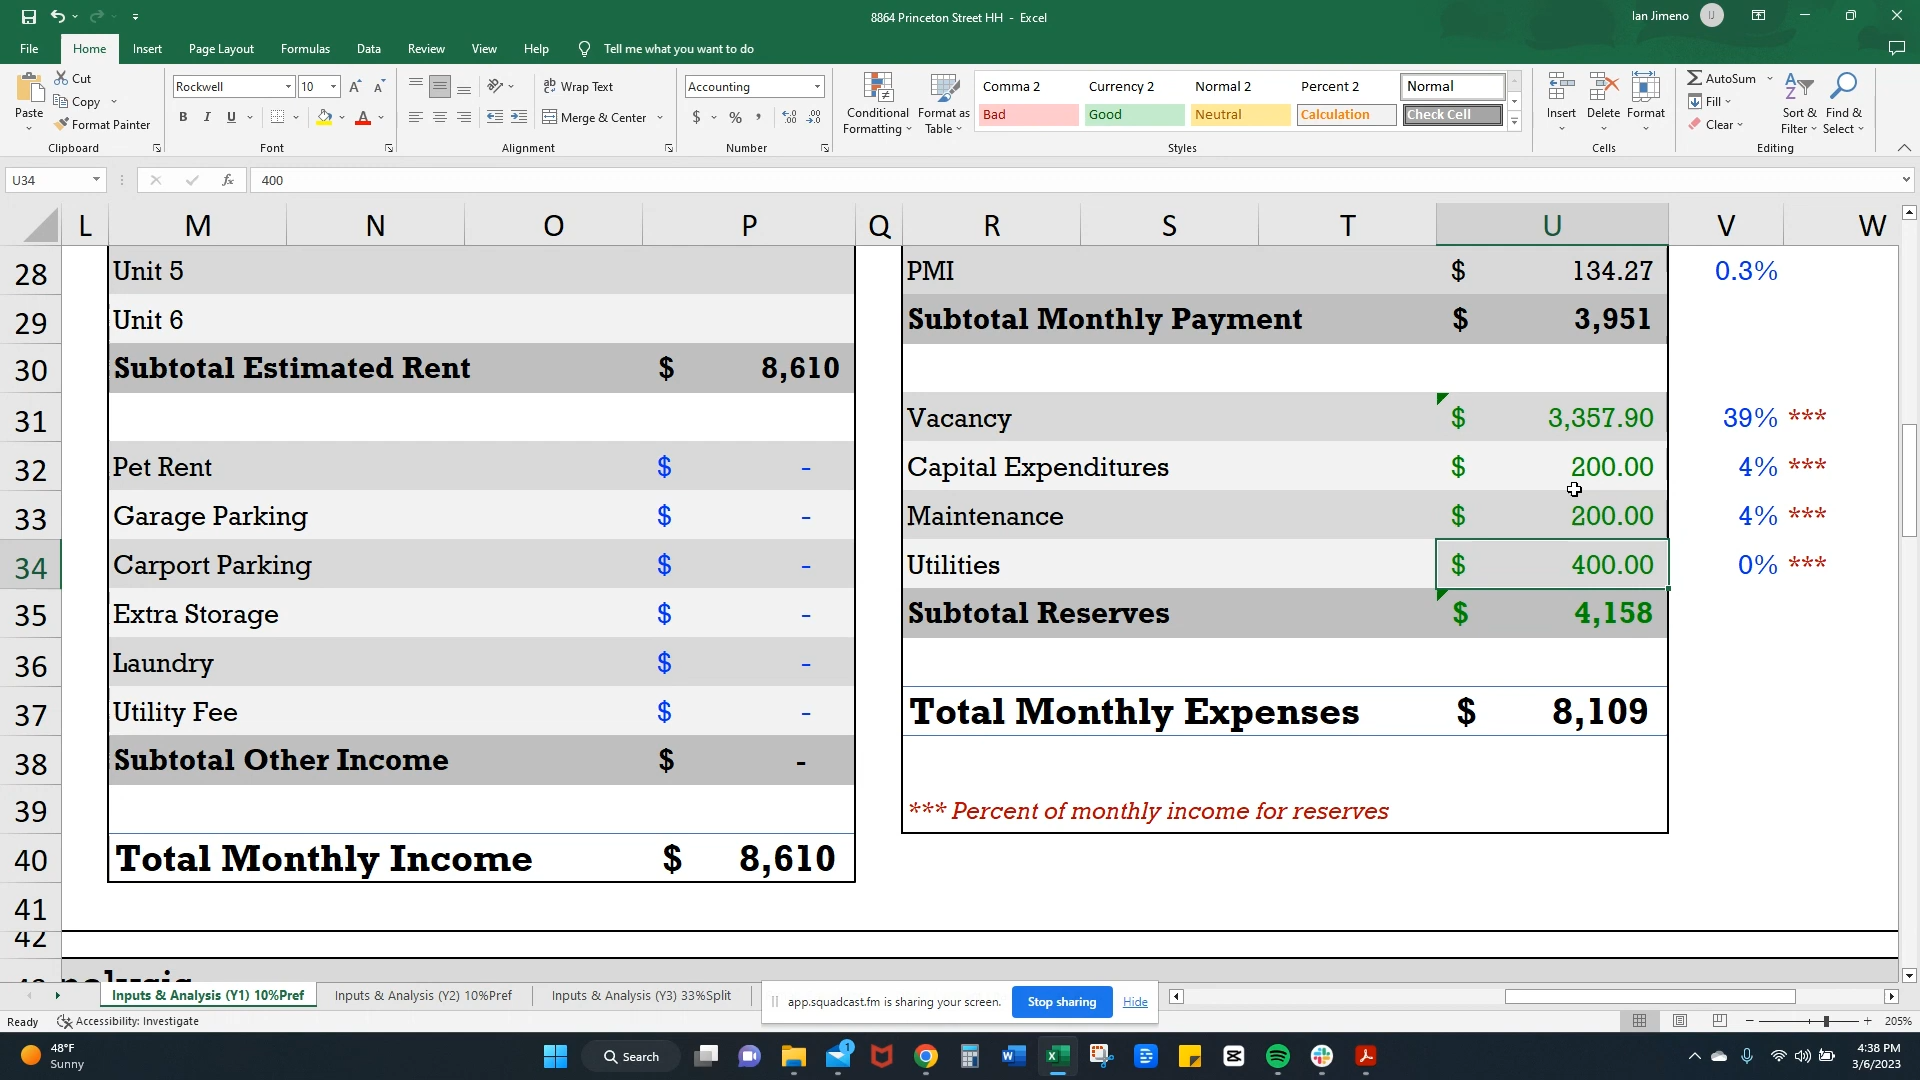 8864 Princeton Street HH - Excel
Ian Jimeno
IJ
File Home Insert Page Layout Formulas Data Review View Help Tell me what you want to do
Paste
Cut
Copy
Format Painter
Clipboard
Rockwell 10
B I U
Font
Wrap Text
Merge & Center
Alignment
Accounting
$ % ,
Number
Conditional Formatting
Format as Table
Comma 2 Currency 2 Normal 2 Percent 2 Normal
Bad Good Neutral Calculation Check Cell
Styles
Insert Delete Format
Cells
AutoSum
Fill
Clear
Sort & Filter
Find & Select
Editing
U34 fx 400
L M N O P Q R S T U V W
28 Unit 5 PMI $ 134.27 0.3%
29 Unit 6 Subtotal Monthly Payment $ 3,951
30 Subtotal Estimated Rent $ 8,610
31 Vacancy $ 3,357.90 39% ***
32 Pet Rent $ - Capital Expenditures $ 200.00 4% ***
33 Garage Parking $ - Maintenance $ 200.00 4% ***
34 Carport Parking $ - Utilities $ 400.00 0% ***
35 Extra Storage $ - Subtotal Reserves $ 4,158
36 Laundry $ -
37 Utility Fee $ - Total Monthly Expenses $ 8,109
38 Subtotal Other Income $ -
39 *** Percent of monthly income for reserves
40 Total Monthly Income $ 8,610
41
42
Inputs & Analysis (Y1) 10%Pref Inputs & Analysis (Y2) 10%Pref Inputs & Analysis (Y3) 33%Split
app.squadcast.fm is sharing your screen. Stop sharing Hide
Ready Accessibility: Investigate 205%
48°F
Sunny
Search
1
4:38 PM
3/6/2023